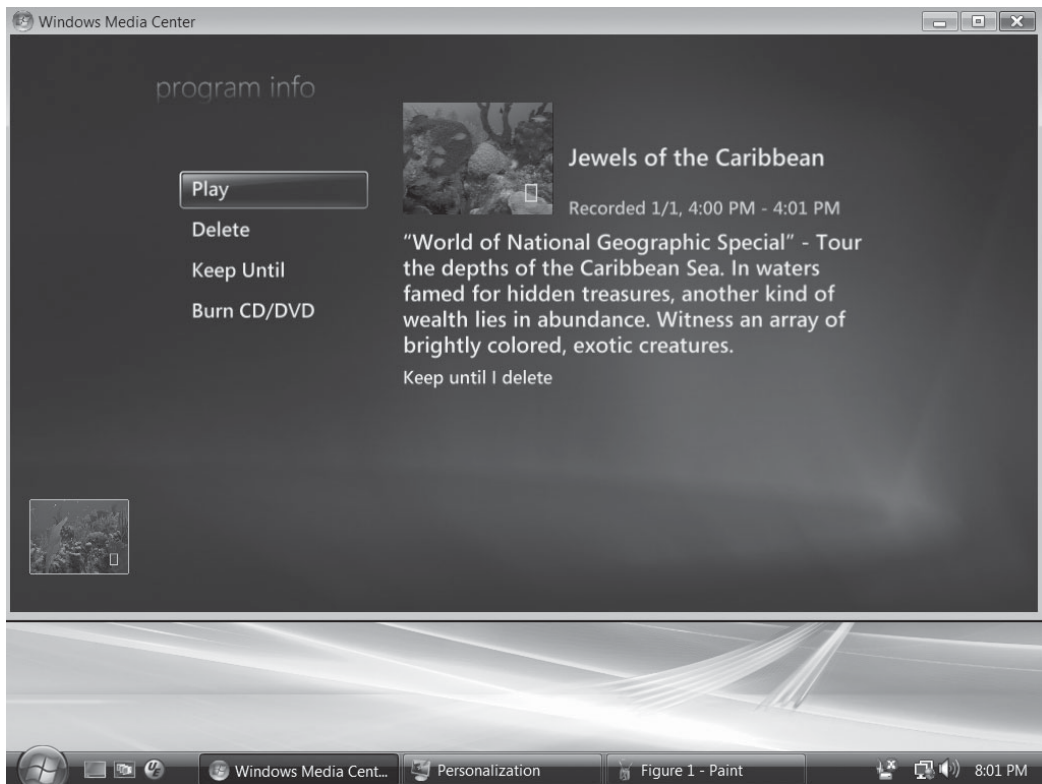 Windows Media Center
program info
Play
Delete
Keep Until
Burn CD/DVD
Jewels of the Caribbean
Recorded 1/1, 4:00 PM - 4:01 PM
“World of National Geographic Special” - Tour
the depths of the Caribbean Sea. In waters
famed for hidden treasures, another kind of
wealth lies in abundance. Witness an array of
brightly colored, exotic creatures.
Keep until I delete
Windows Media Cent...
Personalization
Figure 1 - Paint
8:01 PM